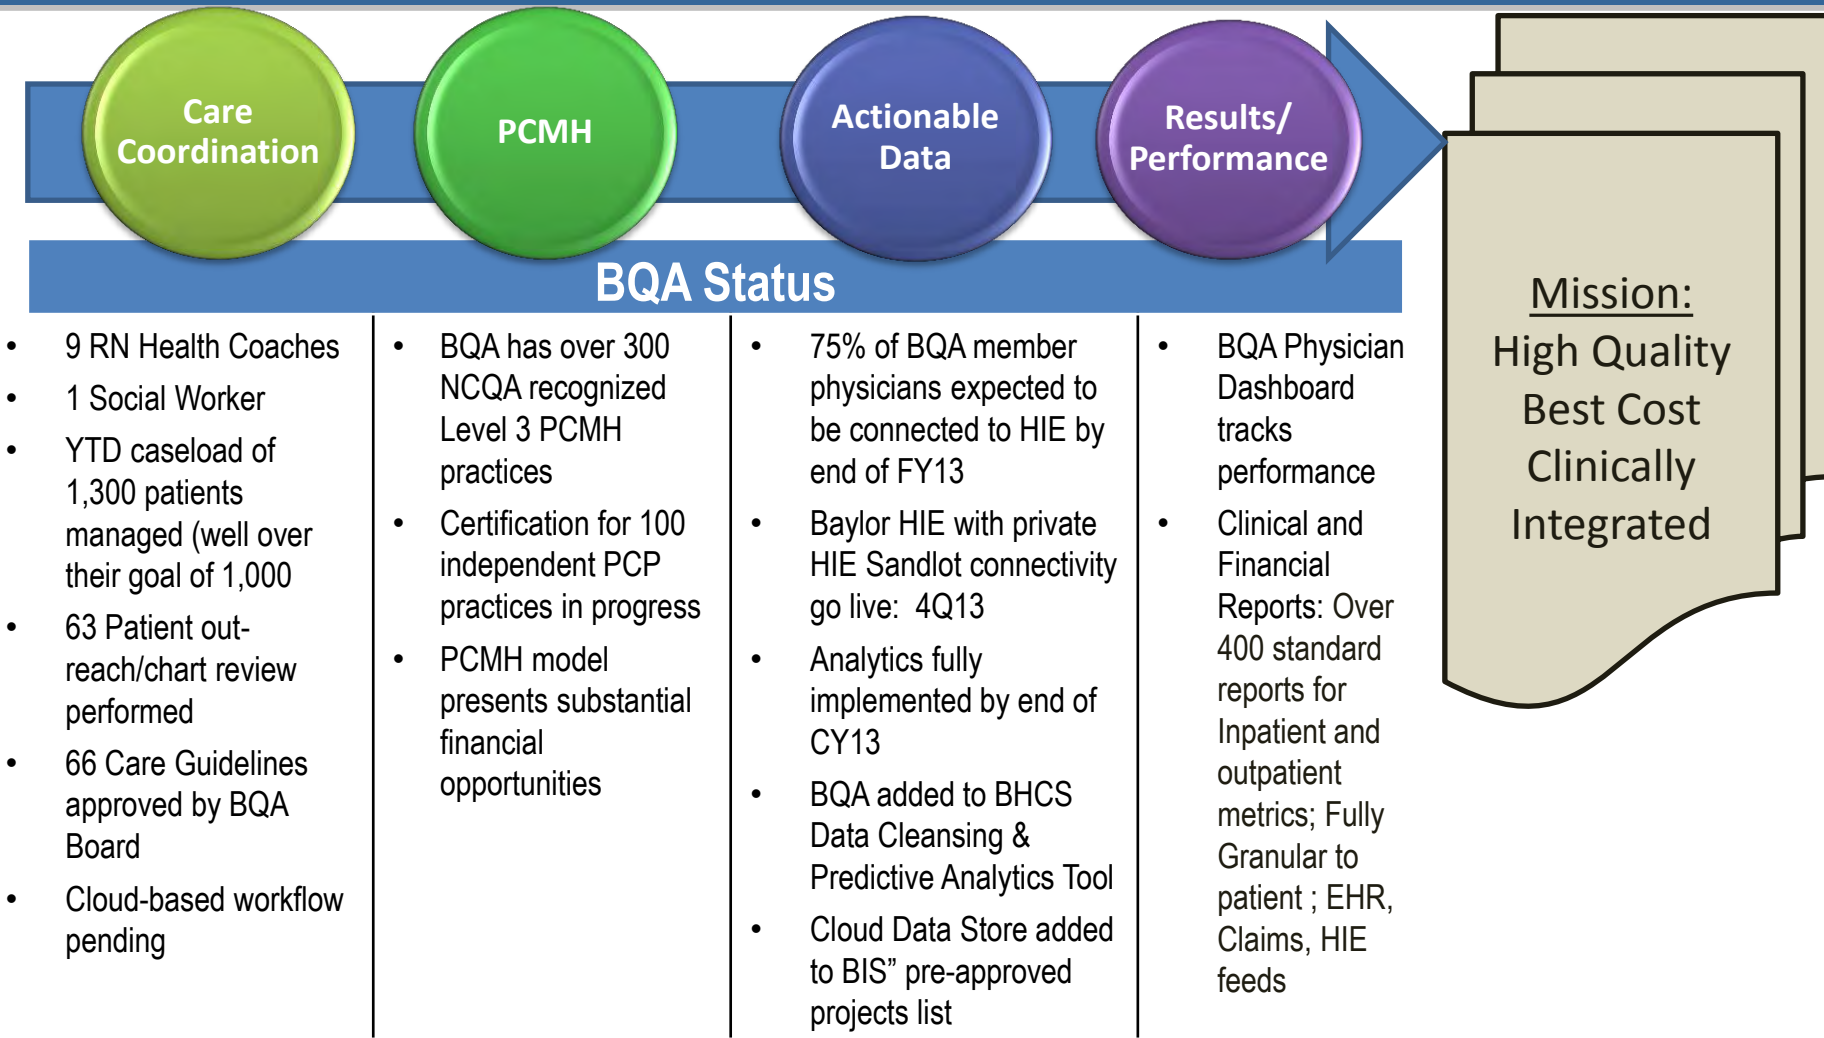 Care
Coordination
PCMH
Actionable
Data
Results/
Performance
BQA Status
• 9 RN Health Coaches
• 1 Social Worker
• YTD caseload of
1,300 patients
managed (well over
their goal of 1,000
• 63 Patient out-
reach/chart review
performed
• 66 Care Guidelines
approved by BQA
Board
• Cloud-based workflow
pending
• BQA has over 300
NCQA recognized
Level 3 PCMH
practices
• Certification for 100
independent PCP
practices in progress
• PCMH model
presents substantial
financial
opportunities
• 75% of BQA member
physicians expected to
be connected to HIE by
end of FY13
• Baylor HIE with private
HIE Sandlot connectivity
go live: 4Q13
• Analytics fully
implemented by end of
CY13
• BQA added to BHCS
Data Cleansing &
Predictive Analytics Tool
• Cloud Data Store added
to BIS” pre-approved
projects list
• BQA Physician
Dashboard
tracks
performance
• Clinical and
Financial
Reports: Over
400 standard
reports for
Inpatient and
outpatient
metrics; Fully
Granular to
patient ; EHR,
Claims, HIE
feeds
Mission:
High Quality
Best Cost
Clinically
Integrated